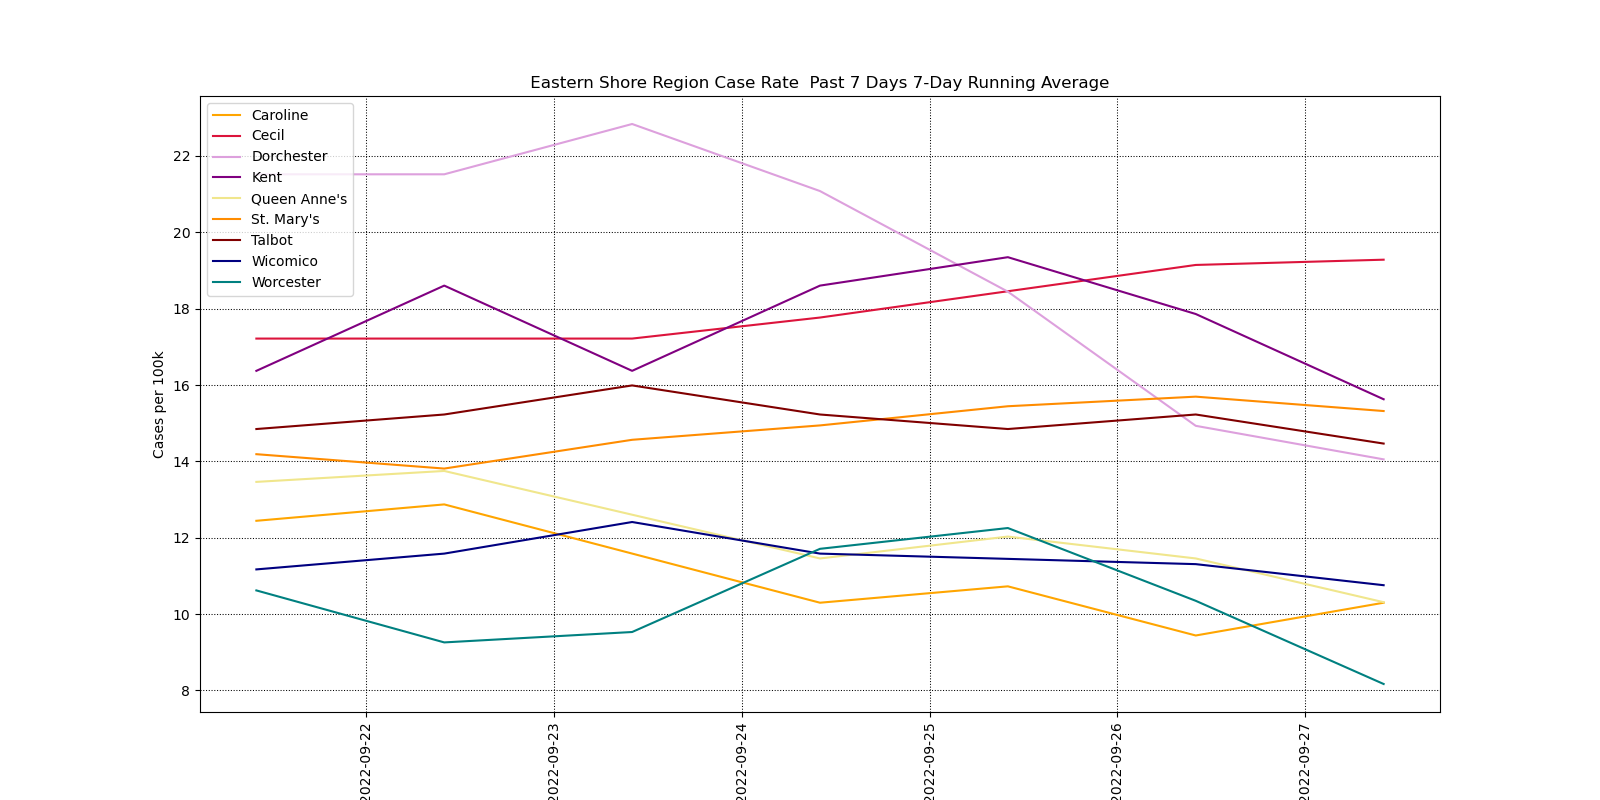 Eastern Shore Region Case Rate  Past 7 Days 7-Day Running Average
Caroline
Cecil
Dorchester
Kent
Queen Anne's
St. Mary's
Talbot
Wicomico
Worcester
22
20
18
16
14
12
10
8
Cases per 100k
2022-09-22
2022-09-23
2022-09-24
2022-09-25
2022-09-26
2022-09-27